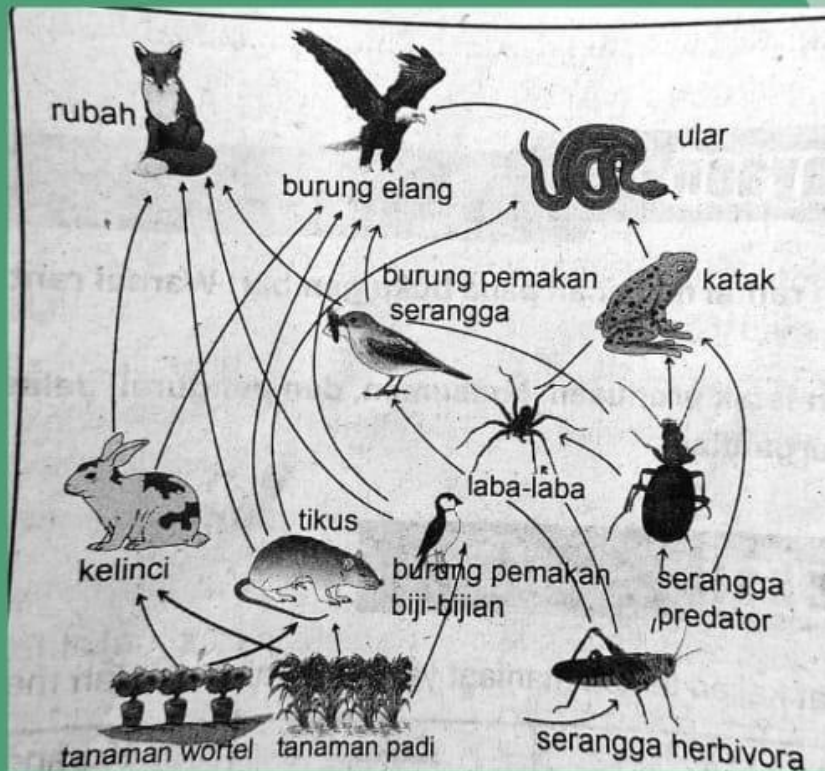 rubah
ular
burung elang
burung pemakan
serangga
katak
laba-laba
tikus
kelinci
burung pemakan
biji-bijian
serangga
predator
tanaman wortel
tanaman padi
serangga herbivora